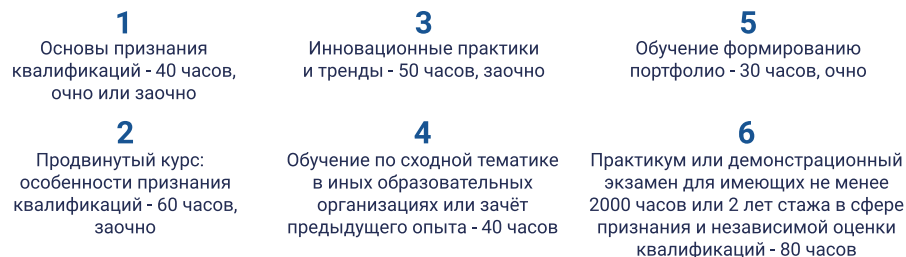 1
Основы признания
квалификаций - 40 часов,
очно или заочно
2
Продвинутый курс:
особенности признания
квалификаций - 60 часов,
заочно
3
Инновационные практики
и тренды - 50 часов, заочно
4
Обучение по сходной тематике
в иных образовательных
организациях или зачёт
предыдущего опыта - 40 часов
5
Обучение формированию
портфолио - 30 часов, очно
6
Практикум или демонстрационный
экзамен для имеющих не менее
2000 часов или 2 лет стажа в сфере
признания и независимой оценки
квалификаций - 80 часов